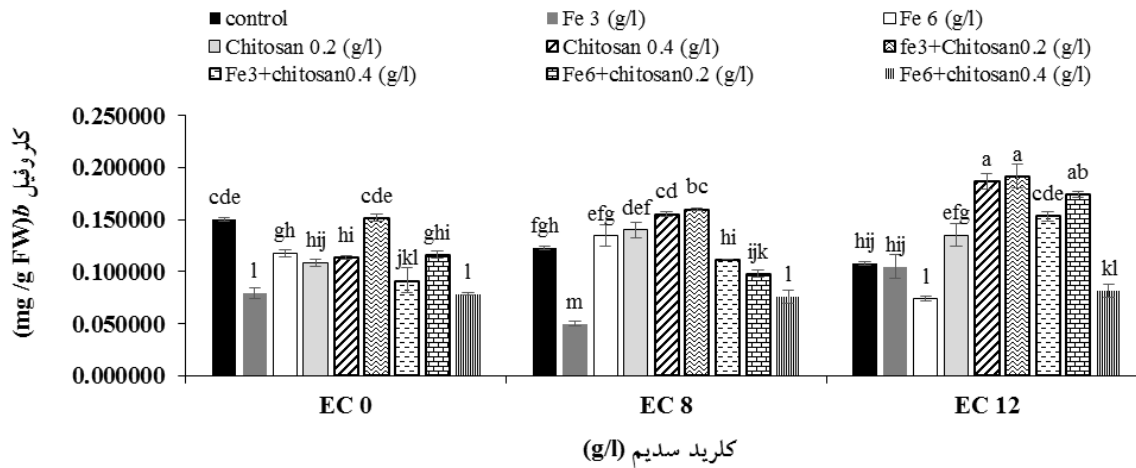 control Fe 3 (g/l) Fe 6 (g/l)
Chitosan 0.2 (g/l) Chitosan 0.4 (g/l) fe3+Chitosan0.2 (g/l)
Fe3+chitosan0.4 (g/l) Fe6+chitosan0.2 (g/l) Fe6+chitosan0.4 (g/l)
کلروفیل b(mg /g FW)
0.250000
0.200000
0.150000
0.100000
0.050000
0.000000
cde l gh hij hi cde jkl ghi l
fgh m efg def cd bc hi ijk l
hij hij l efg a a cde ab kl
EC 0 EC 8 EC 12
کلرید سدیم (g/l)